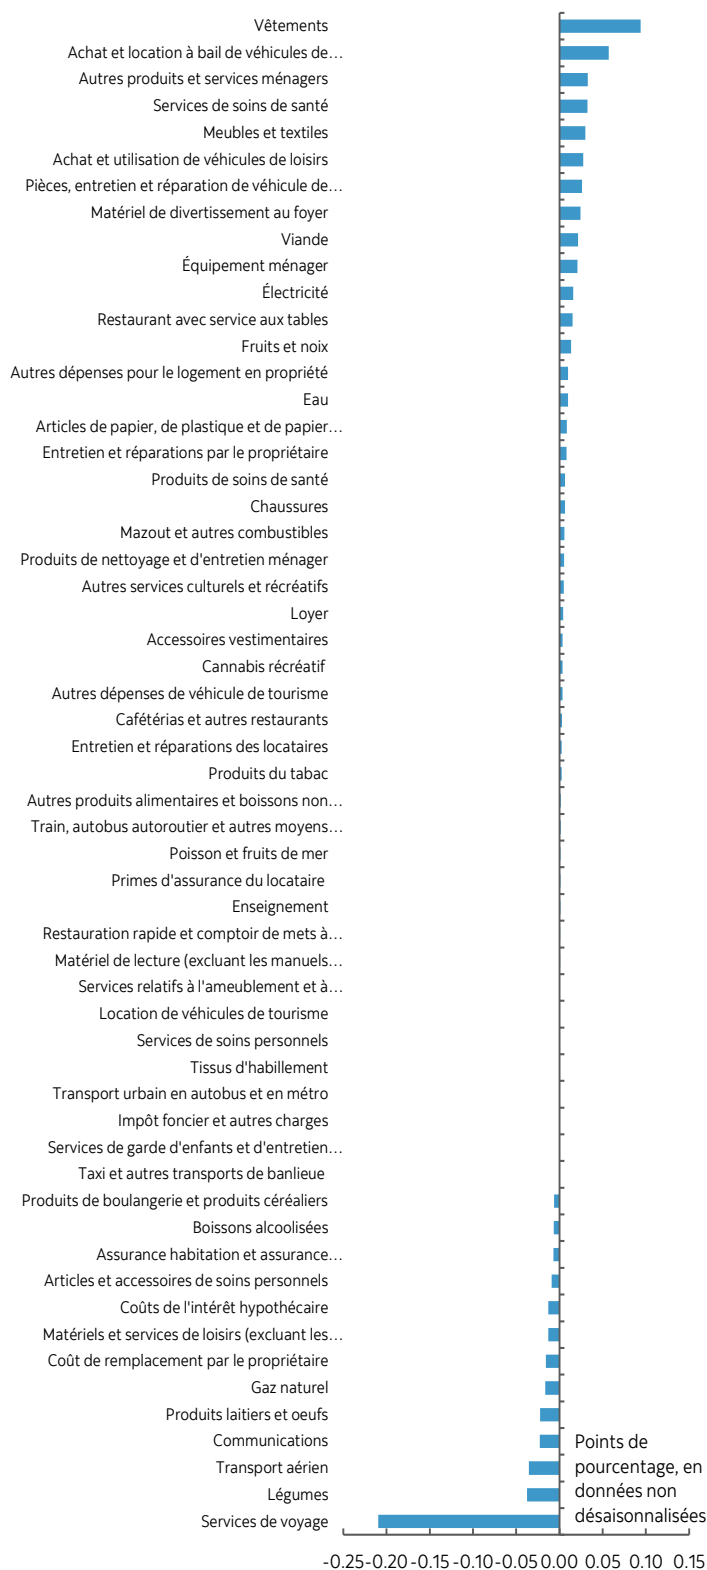 Vêtements
Achat et location à bail de véhicules de…
Autres produits et services ménagers
Services de soins de santé
Meubles et textiles
Achat et utilisation de véhicules de loisirs
Pièces, entretien et réparation de véhicule de…
Matériel de divertissement au foyer
Viande
Équipement ménager
Électricité
Restaurant avec service aux tables
Fruits et noix
Autres dépenses pour le logement en propriété
Eau
Articles de papier, de plastique et de papier…
Entretien et réparations par le propriétaire
Produits de soins de santé
Chaussures
Mazout et autres combustibles
Produits de nettoyage et d'entretien ménager
Autres services culturels et récréatifs
Loyer
Accessoires vestimentaires
Cannabis récréatif
Autres dépenses de véhicule de tourisme
Cafétérias et autres restaurants
Entretien et réparations des locataires
Produits du tabac
Autres produits alimentaires et boissons non…
Train, autobus autoroutier et autres moyens…
Poisson et fruits de mer
Primes d'assurance du locataire
Enseignement
Restauration rapide et comptoir de mets à…
Matériel de lecture (excluant les manuels…
Services relatifs à l'ameublement et à…
Location de véhicules de tourisme
Services de soins personnels
Tissus d'habillement
Transport urbain en autobus et en métro
Impôt foncier et autres charges
Services de garde d'enfants et d'entretien…
Taxi et autres transports de banlieue
Produits de boulangerie et produits céréaliers
Boissons alcoolisées
Assurance habitation et assurance…
Articles et accessoires de soins personnels
Coûts de l'intérêt hypothécaire
Matériels et services de loisirs (excluant les…
Coût de remplacement par le propriétaire
Gaz naturel
Produits laitiers et oeufs
Communications
Transport aérien
Légumes
Services de voyage
Points de
pourcentage, en
données non
désaisonnalisées
-0.25 -0.20 -0.15 -0.10 -0.05 0.00 0.05 0.10 0.15